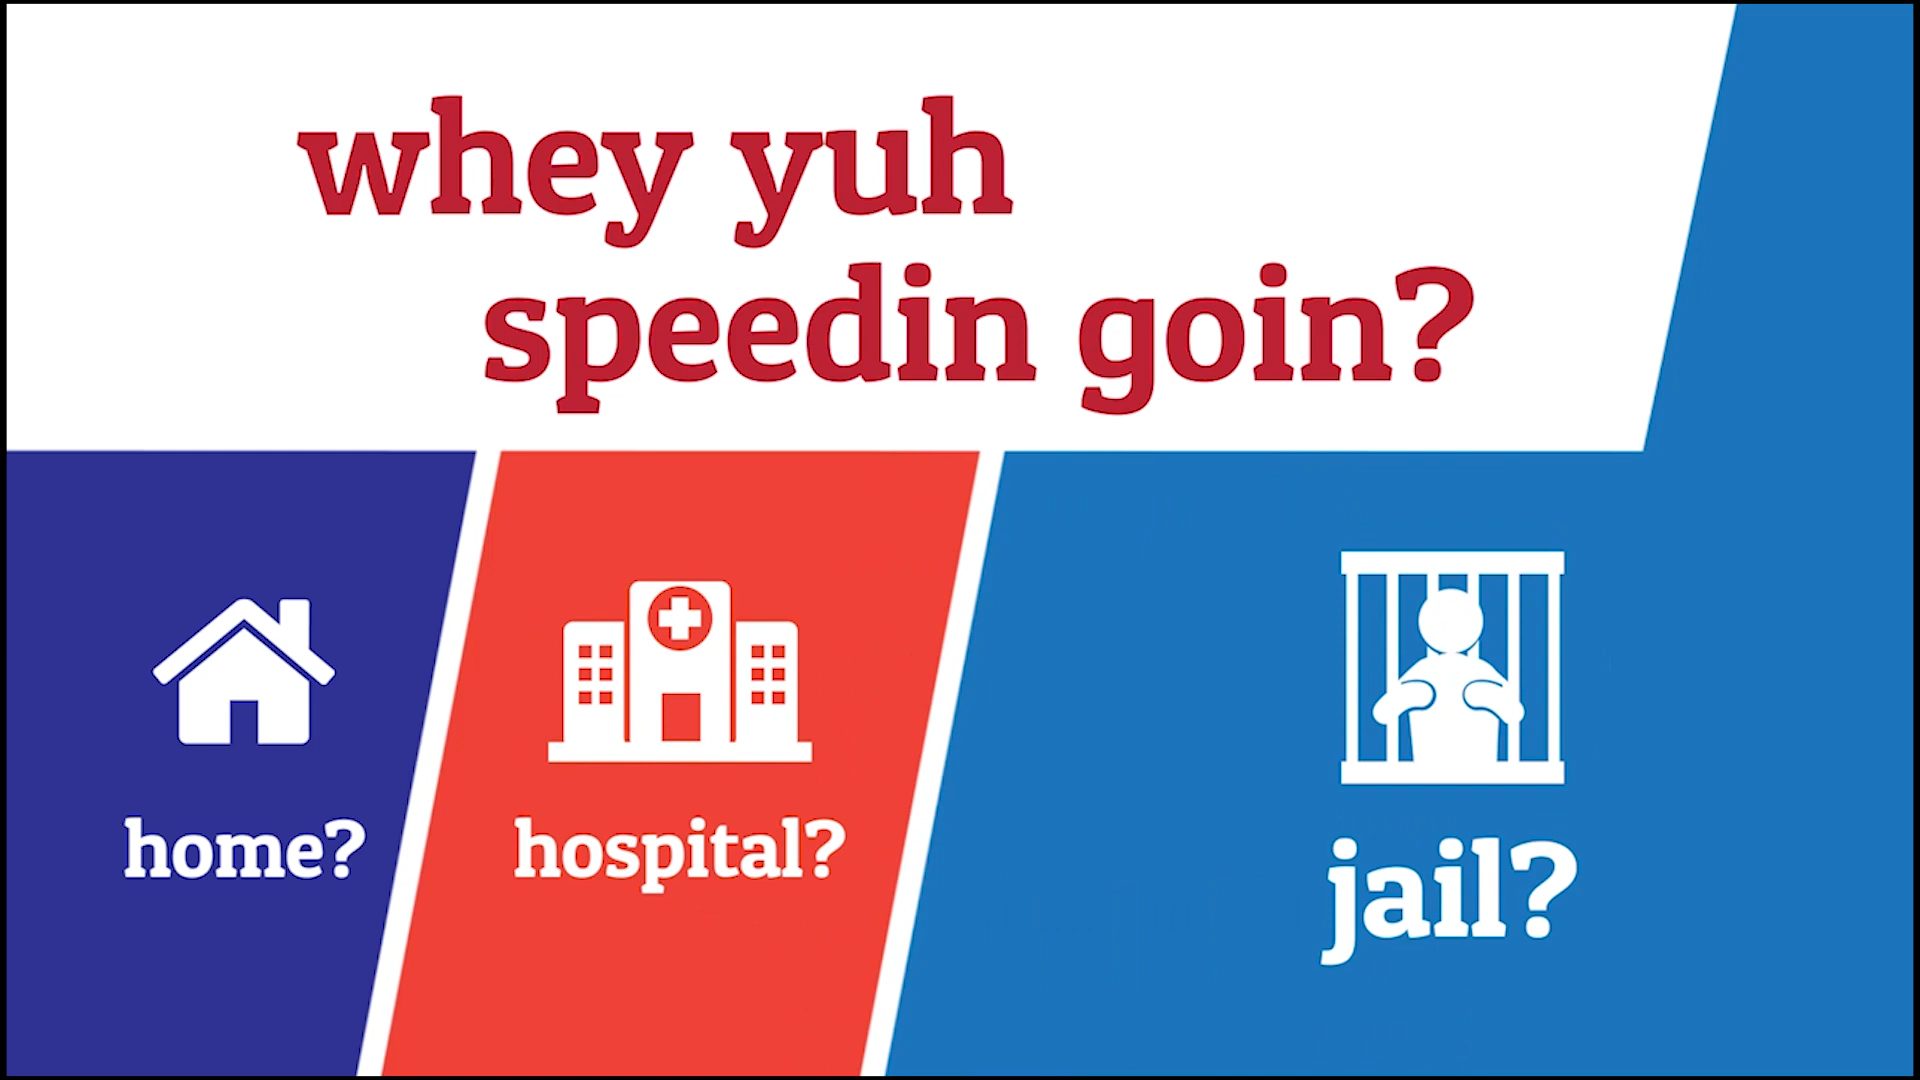 whey yuh
speedin goin?
home?
hospital?
jail?